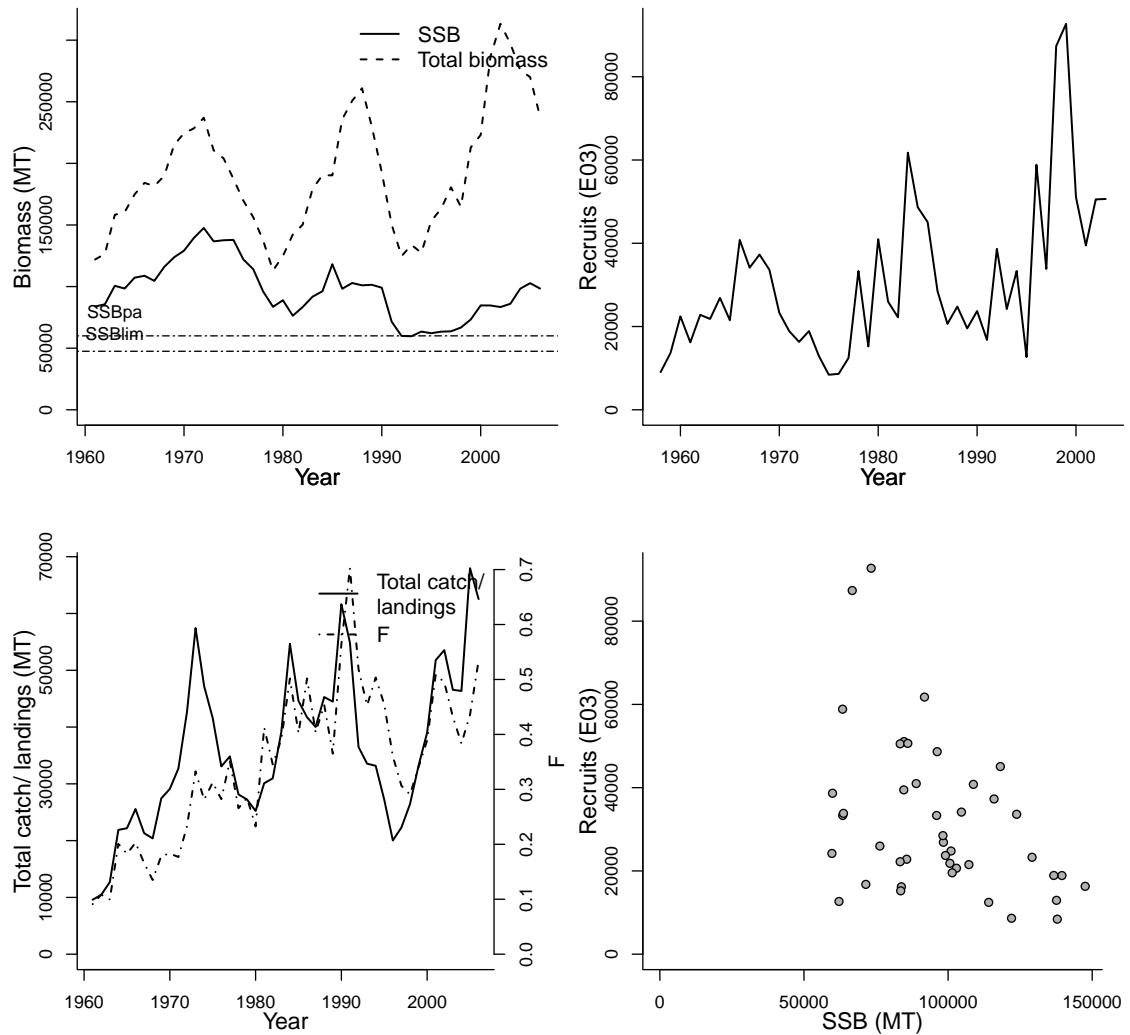 SSB
Total biomass
Biomass (MT)
0
50000
150000
250000
SSBpa
SSBlim
1960
1970
1980
1990
2000
Year
Recruits (E03)
0
20000
40000
60000
80000
1960
1970
1980
1990
2000
Year
Total catch/
landings
F
Total catch/ landings (MT)
0
10000
30000
50000
70000
0.0
0.1
0.2
0.3
0.4
0.5
0.6
0.7
F
1960
1970
1980
1990
2000
Year
Recruits (E03)
0
20000
40000
60000
80000
0
50000
100000
150000
SSB (MT)